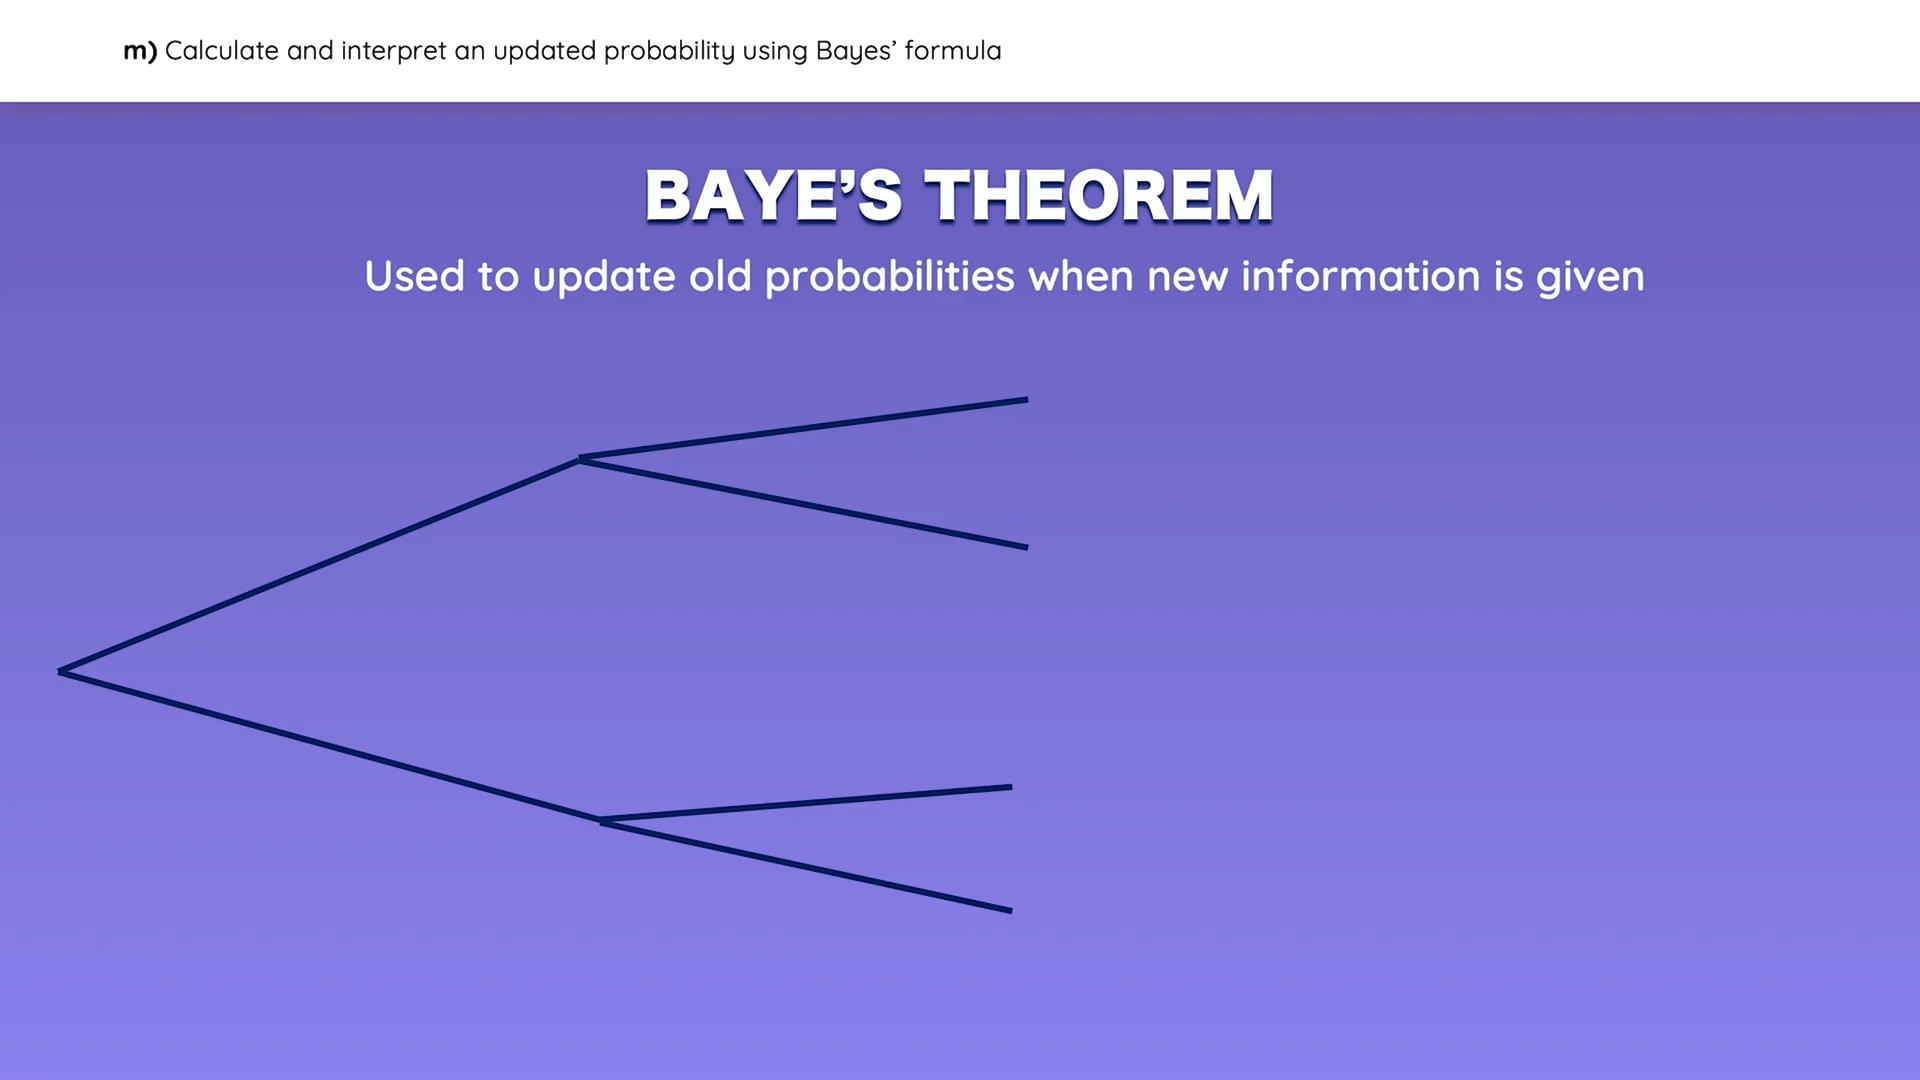 m) Calculate and interpret an updated probability using Bayes’ formula
BAYE’S THEOREM
Used to update old probabilities when new information is given